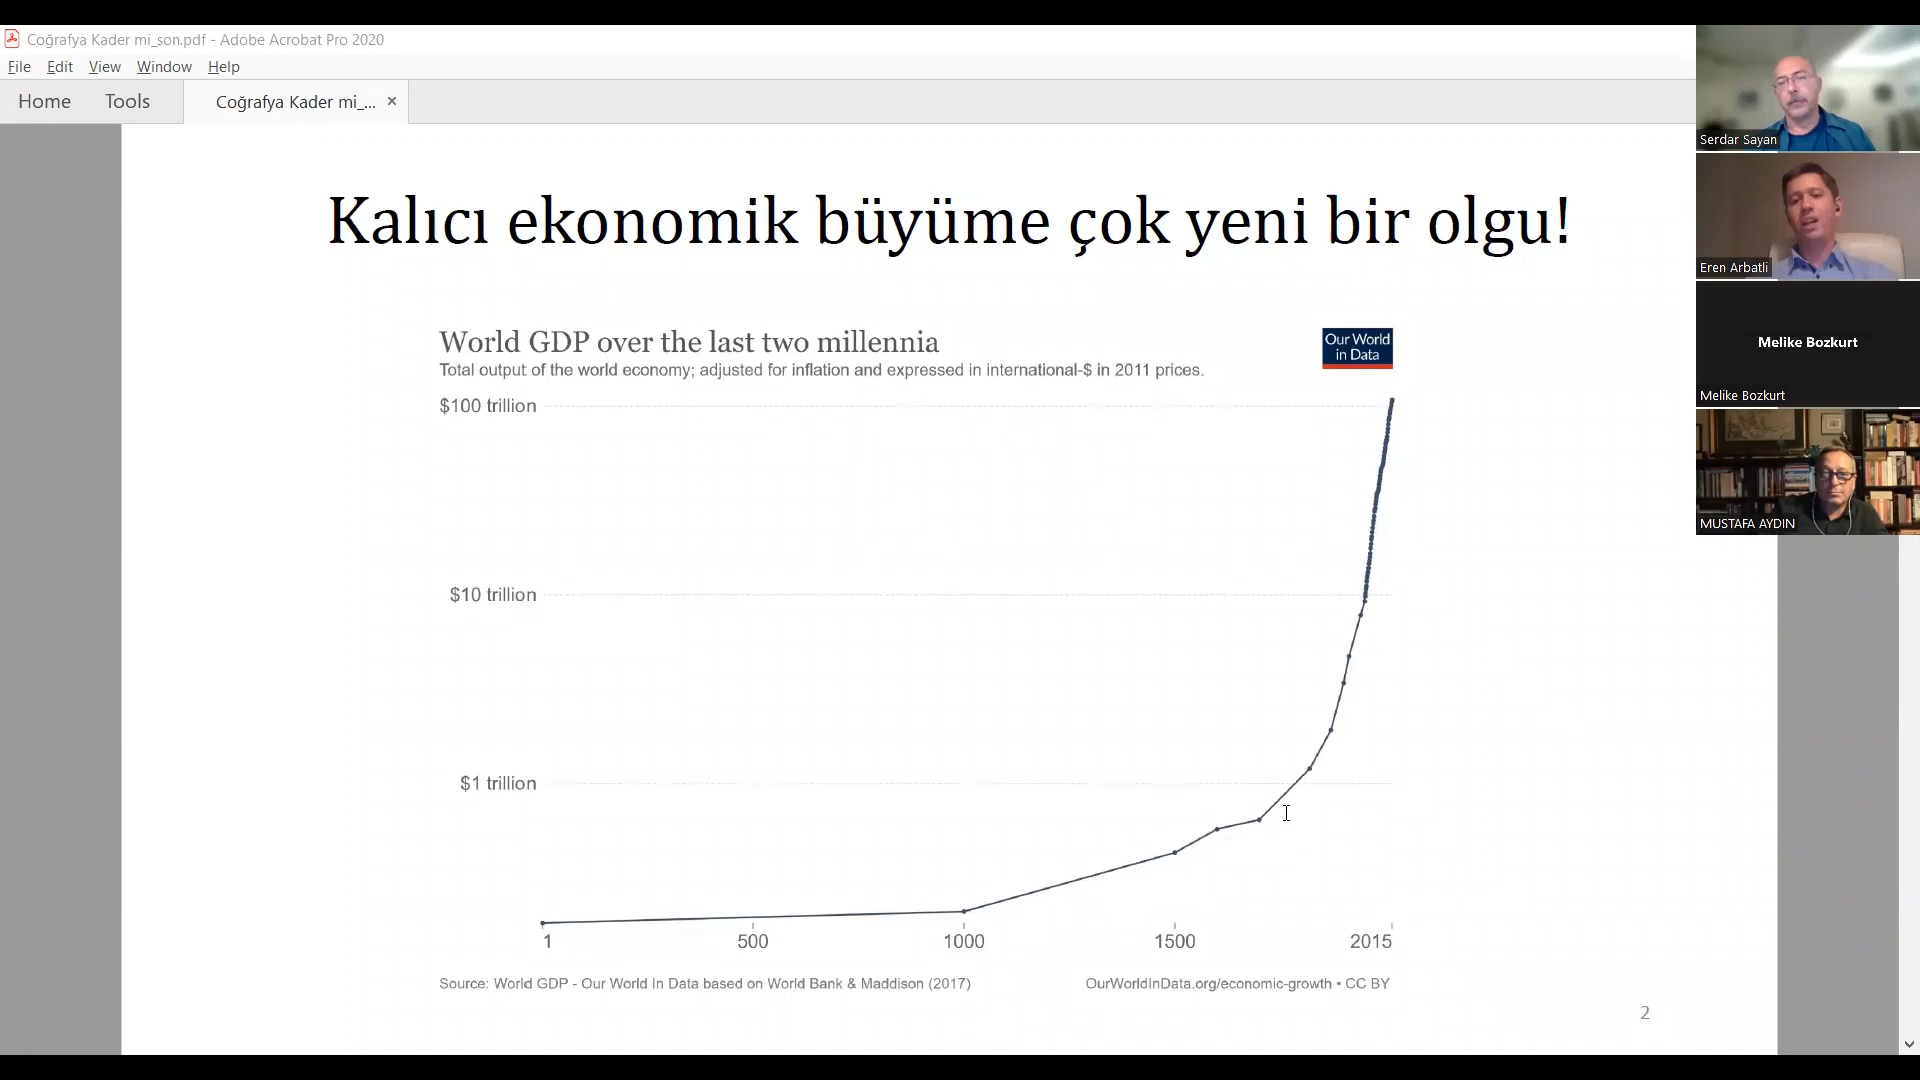 Coğrafya Kader mi_son.pdf - Adobe Acrobat Pro 2020
File Edit View Window Help
Home Tools Coğrafya Kader mi_... ×
Kalıcı ekonomik büyüme çok yeni bir olgu!
World GDP over the last two millennia
Total output of the world economy; adjusted for inflation and expressed in international-$ in 2011 prices.
Our World
in Data
$100 trillion
$10 trillion
$1 trillion
1 500 1000 1500 2015
Source: World GDP - Our World In Data based on World Bank & Maddison (2017)
OurWorldInData.org/economic-growth • CC BY
2
Serdar Sayan
Eren Arbatli
Melike Bozkurt
Melike Bozkurt
MUSTAFA AYDIN